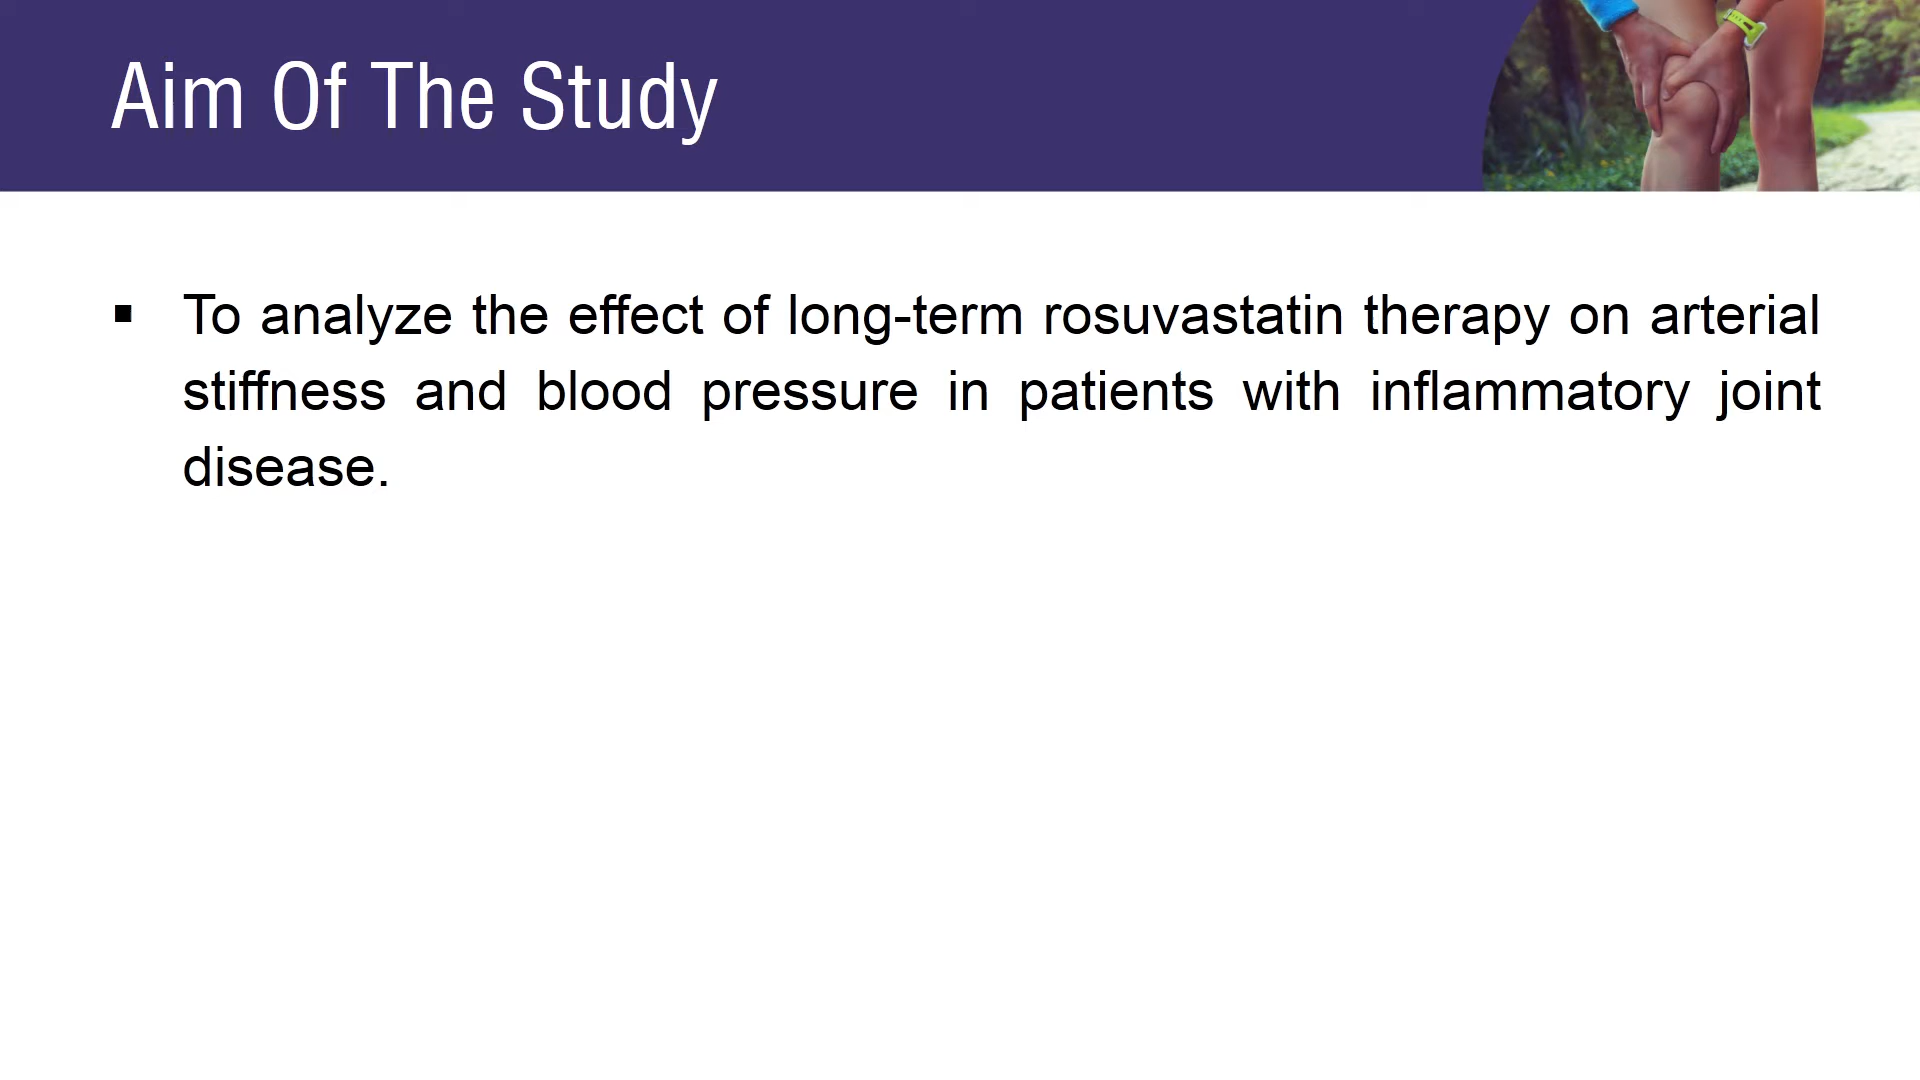 Aim Of The Study
▪ To analyze the effect of long-term rosuvastatin therapy on arterial
stiffness and blood pressure in patients with inflammatory joint
disease.